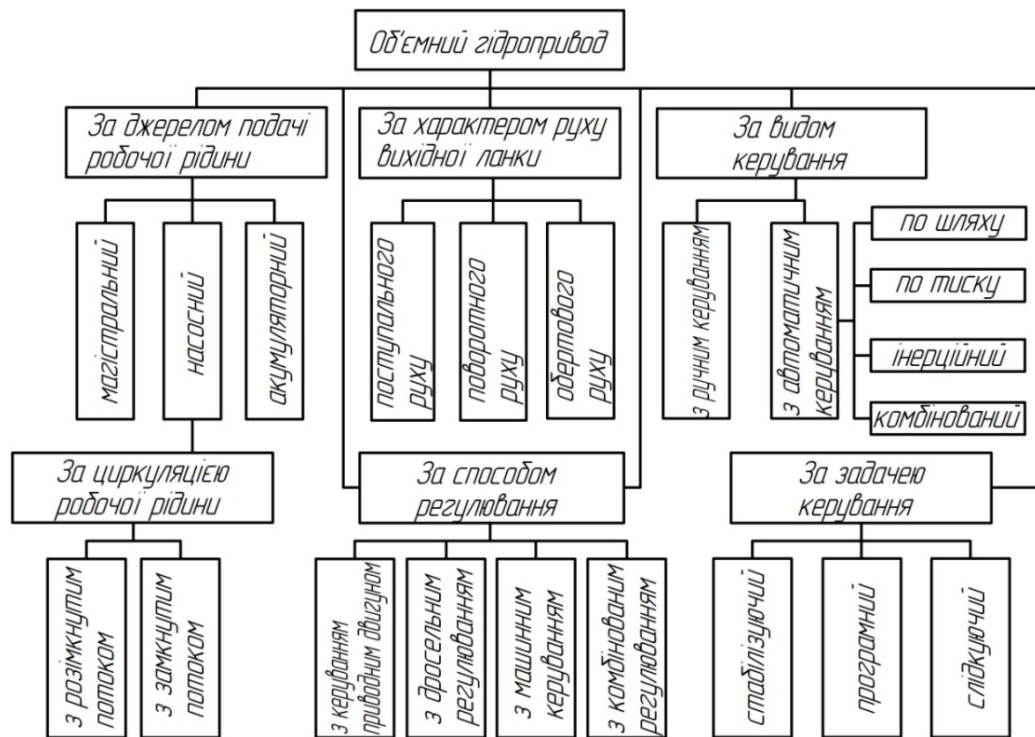 Об'ємний гідропривод
За джерелом подачі
робочої рідини
За характером руху
вихідної ланки
За видом
керування
магістральний
насосний
акумуляторний
поступального
руху
поворотного
руху
обертового
руху
з ручним керуванням
з автоматичним
керуванням
по шляху
по тиску
інерційний
комбінований
За циркуляцією
робочої рідини
За способом
регулювання
За задачею
керування
з розімкнутим
потоком
з замкнутим
потоком
з керуванням
приводним двигуном
з дросельним
регулюванням
з машинним
керуванням
з комбінованим
регулюванням
стабілізуючий
програмний
слідкуючий